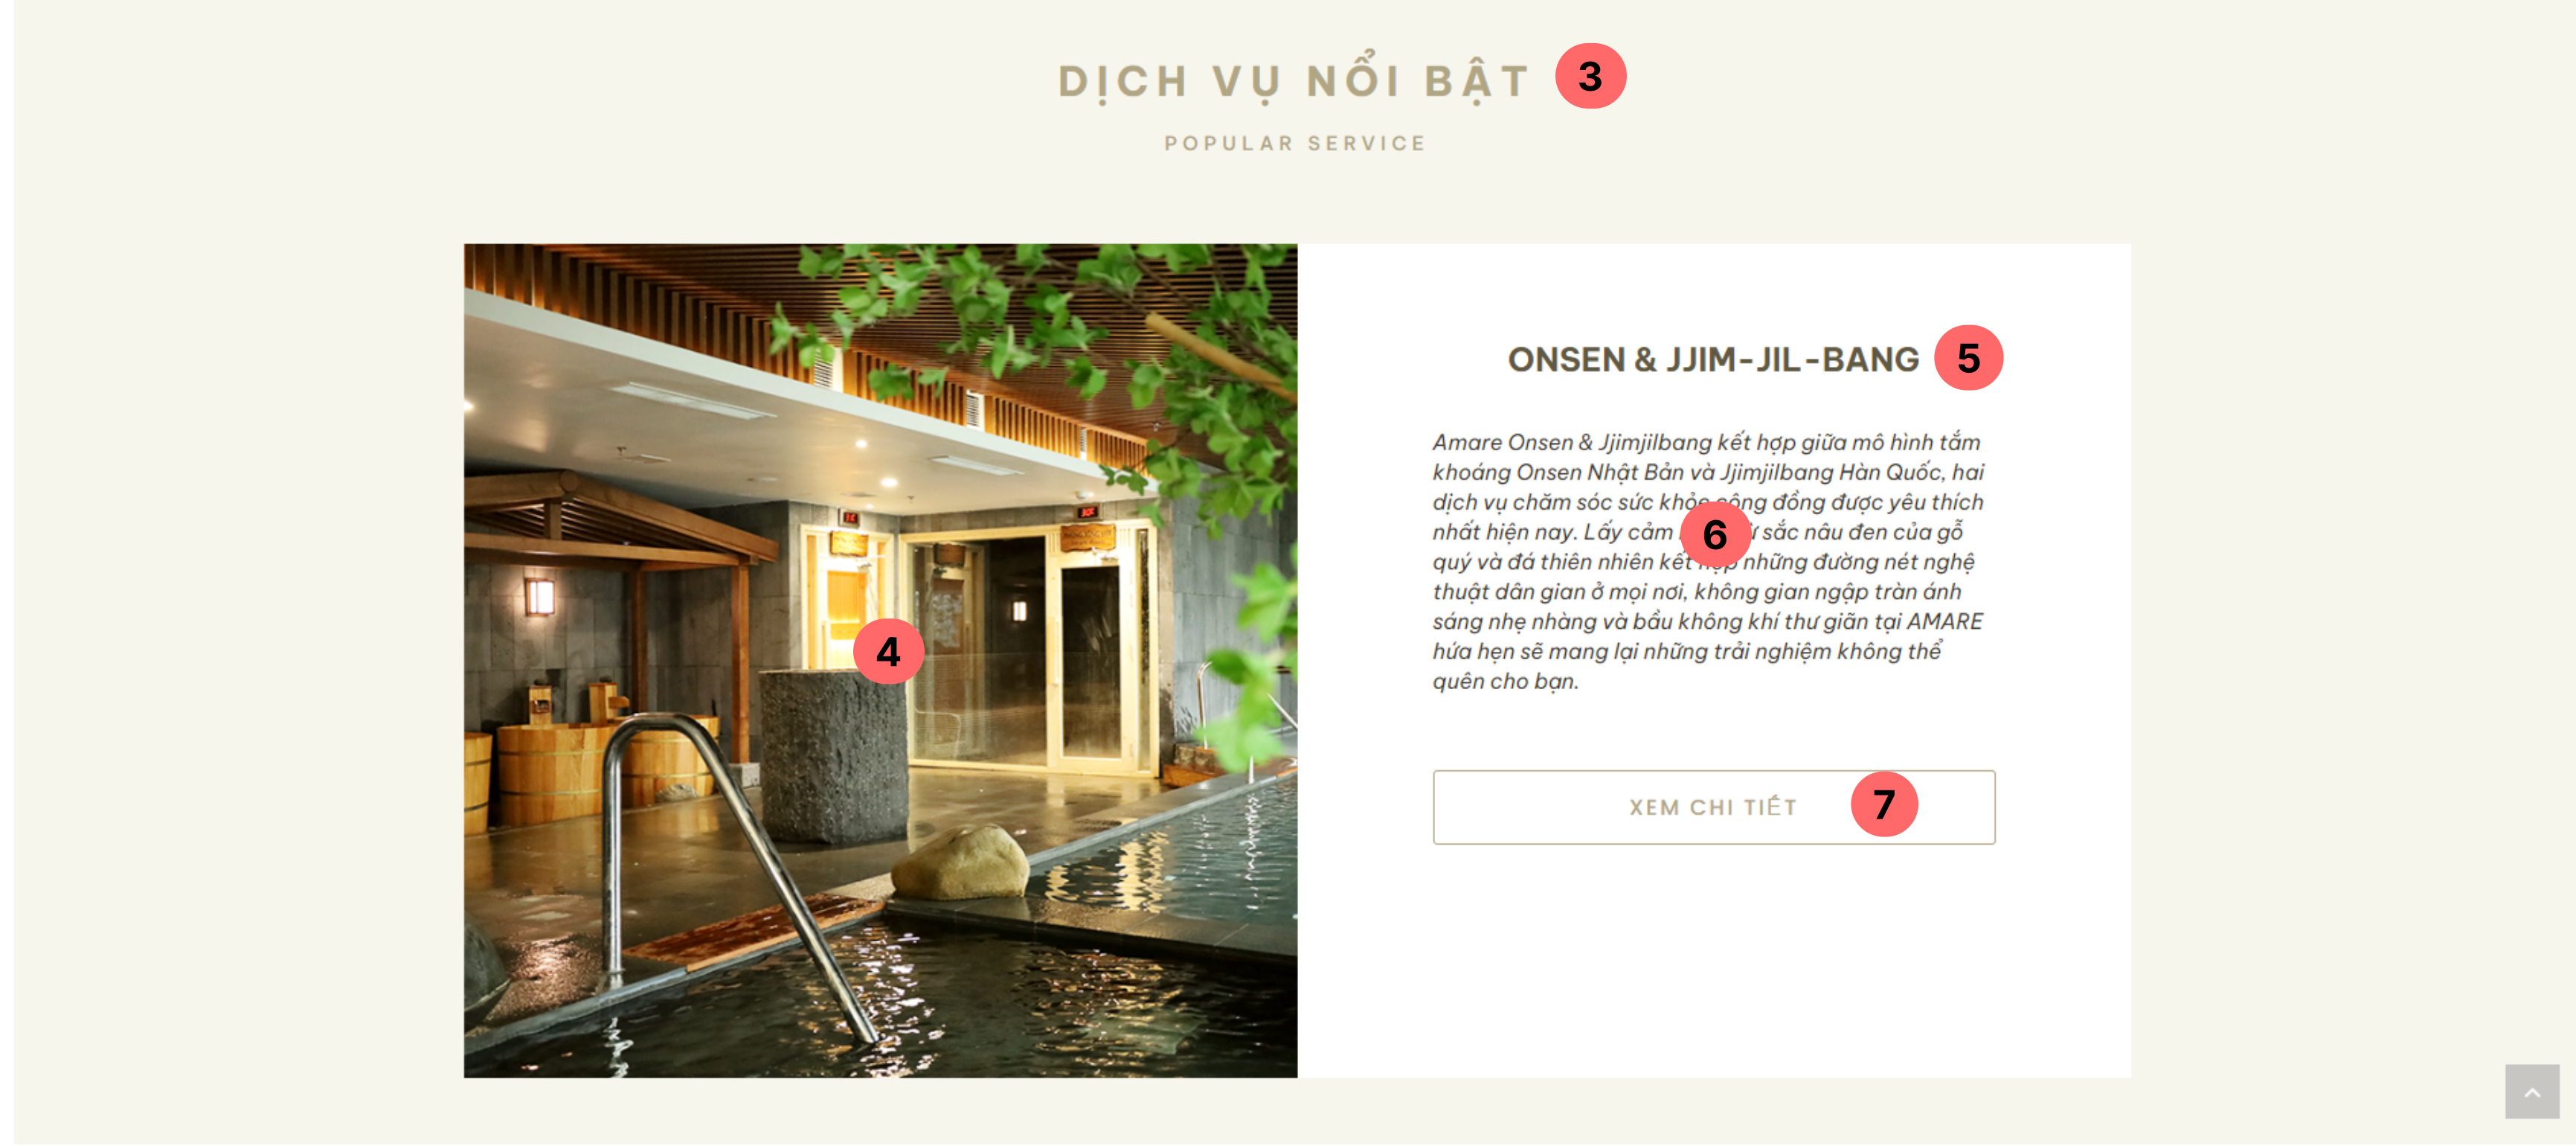 DỊCH VỤ NỔI BẬT
3
POPULAR SERVICE
ONSEN & JJIM-JIL-BANG
5
Amare Onsen & Jjimjilbang kết hợp giữa mô hình tắm
khoáng Onsen Nhật Bản và Jjimjilbang Hàn Quốc, hai
dịch vụ chăm sóc sức khỏe cộng đồng được yêu thích
nhất hiện nay. Lấy cảm sắc nâu đen của gỗ
6
quý và đá thiên nhiên kết hợp những đường nét nghệ
thuật dân gian ở mọi nơi, không gian ngập tràn ánh
sáng nhẹ nhàng và bầu không khí thư giãn tại AMARE
hứa hẹn sẽ mang lại những trải nghiệm không thể
quên cho bạn.
4
XEM CHI TIẾT
7